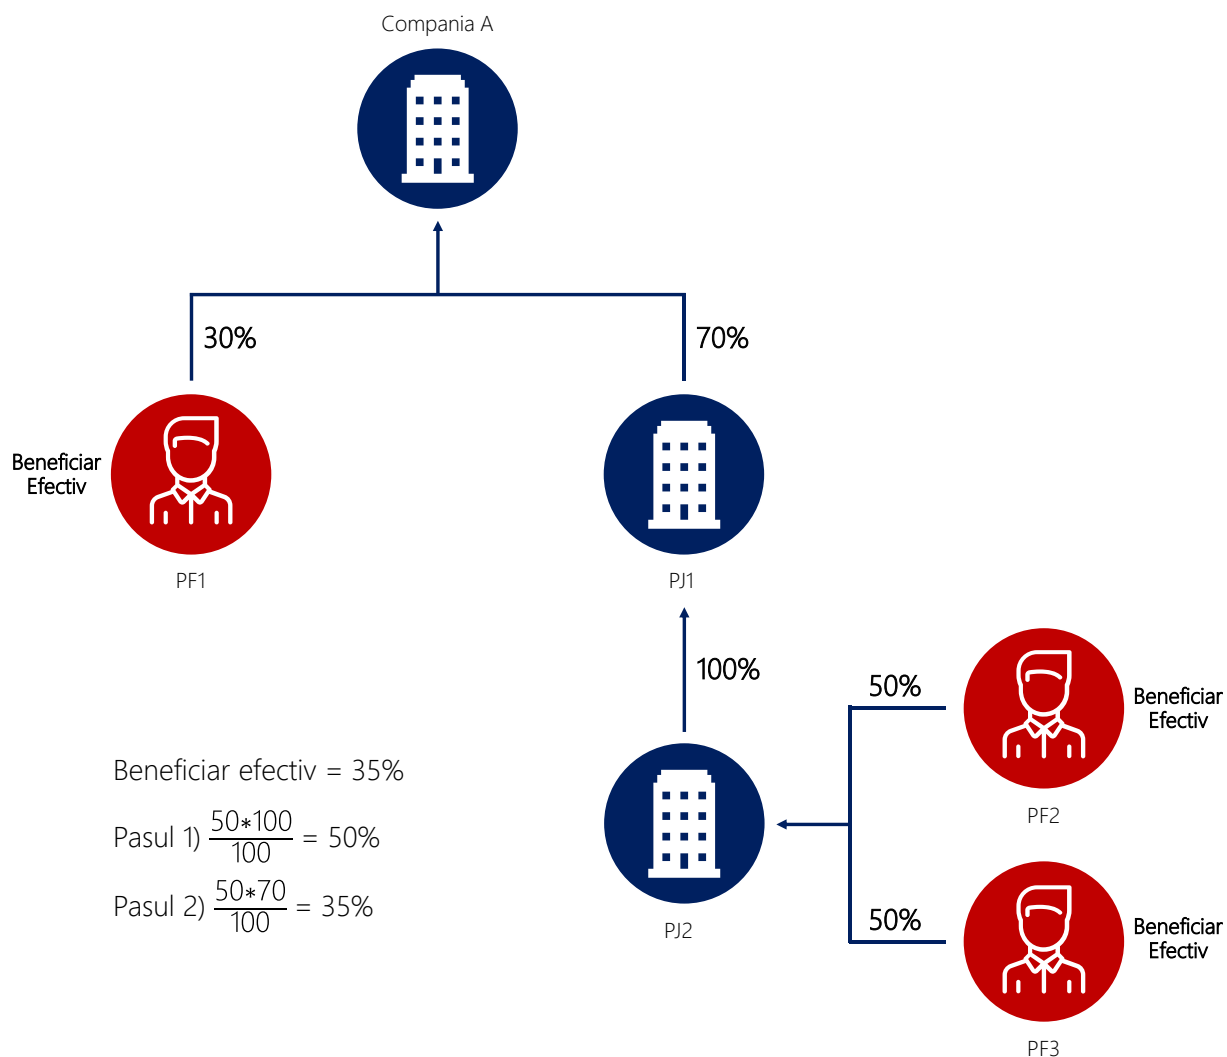 Compania A
30%
70%
Beneficiar
Efectiv
PF1
PJ1
100%
50%
Beneficiar
Efectiv
PF2
Beneficiar efectiv = 35%
Pasul 1) 50*100/100 = 50%
Pasul 2) 50*70/100 = 35%
PJ2
50%
Beneficiar
Efectiv
PF3